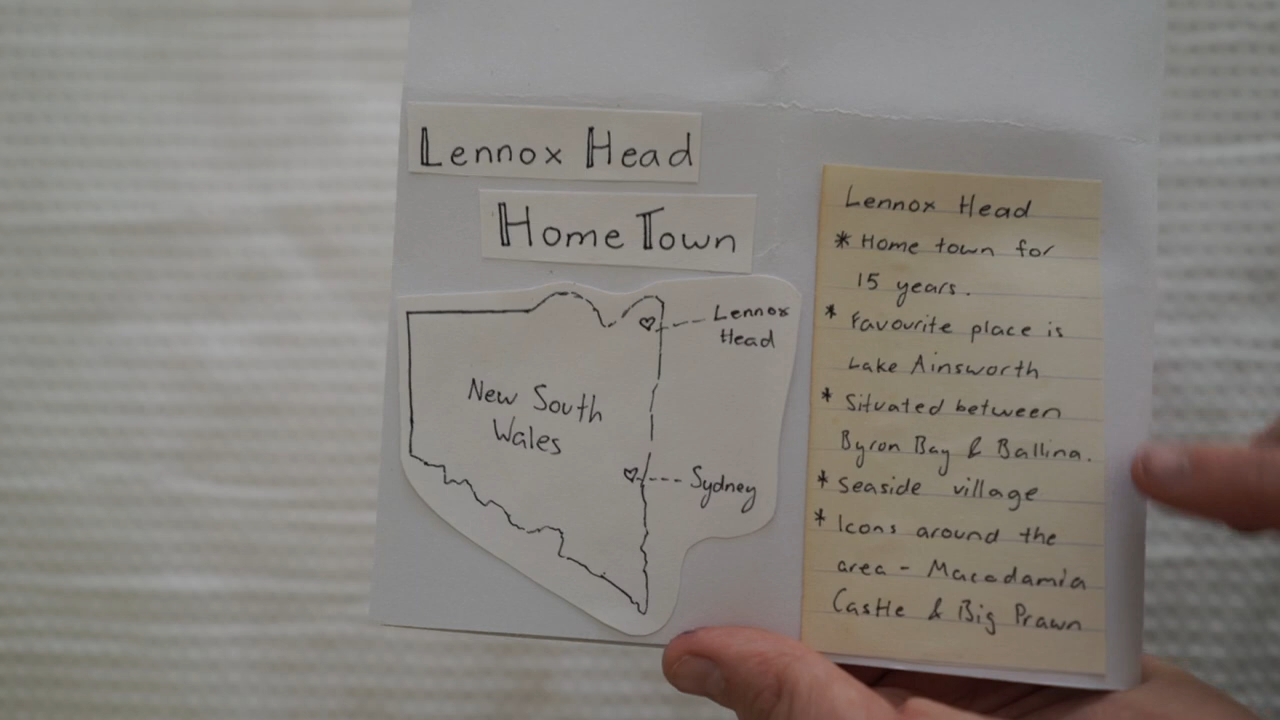 Lennox Head
Home Town
Lennox
Head
New South
Wales
Sydney
Lennox Head
* Home town for
15 years.
* Favourite place is
Lake Ainsworth
* Situated between
Byron Bay & Ballina.
* Seaside village
* Icons around the
area - Macadamia
Castle & Big Prawn